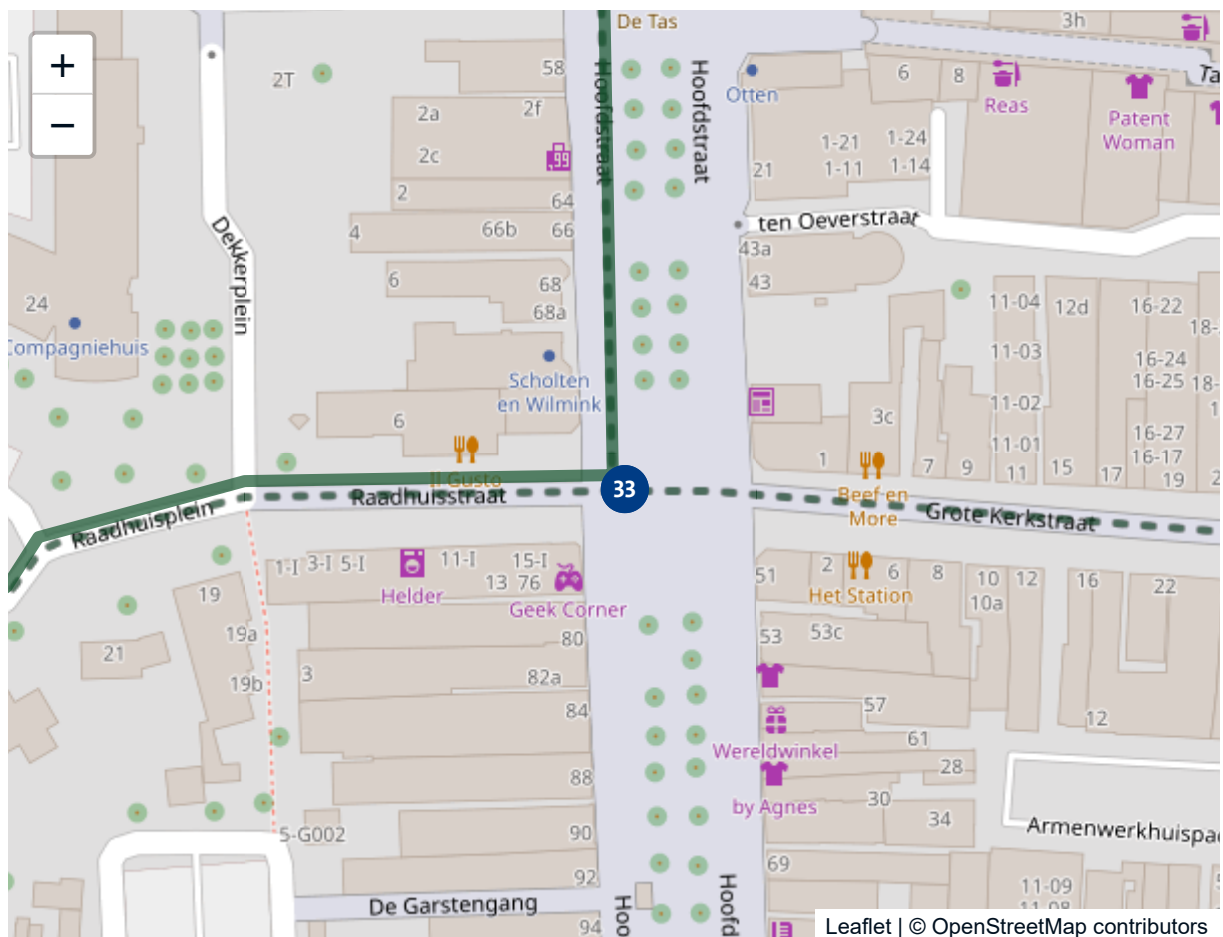 +
−
De Tas
3h
58
2T
6
8
Ta
Otten
Reas
Hoofdstraat
Hoofdstraat
2a
2f
Patent
Woman
1-21
1-24
2c
1-11
1-14
21
2
64
4
66b
66
ten Oeverstraat
43a
Dekkerplein
6
68
43
68a
24
11-04
12d
16-22
Compagniehuis
11-03
16-24
16-25
Scholten
en Wilmink
11-02
6
3c
16-27
11-01
16-17
1
7
9
11
15
17
19
Il Gusto
33
Raadhuisstraat
Beef en
More
Grote Kerkstraat
Raadhuisplein
1-I
3-I
5-I
11-I
15-I
13
76
51
2
6
8
10
12
16
22
10a
Helder
Geek Corner
Het Station
19
19a
21
80
53
53c
19b
3
82a
84
57
12
61
Wereldwinkel
88
28
by Agnes
30
34
5-G002
90
Armenwerkhuispad
92
69
De Garstengang
11-09
11-08
Hoo
Hoofd
94
Leaflet | © OpenStreetMap contributors